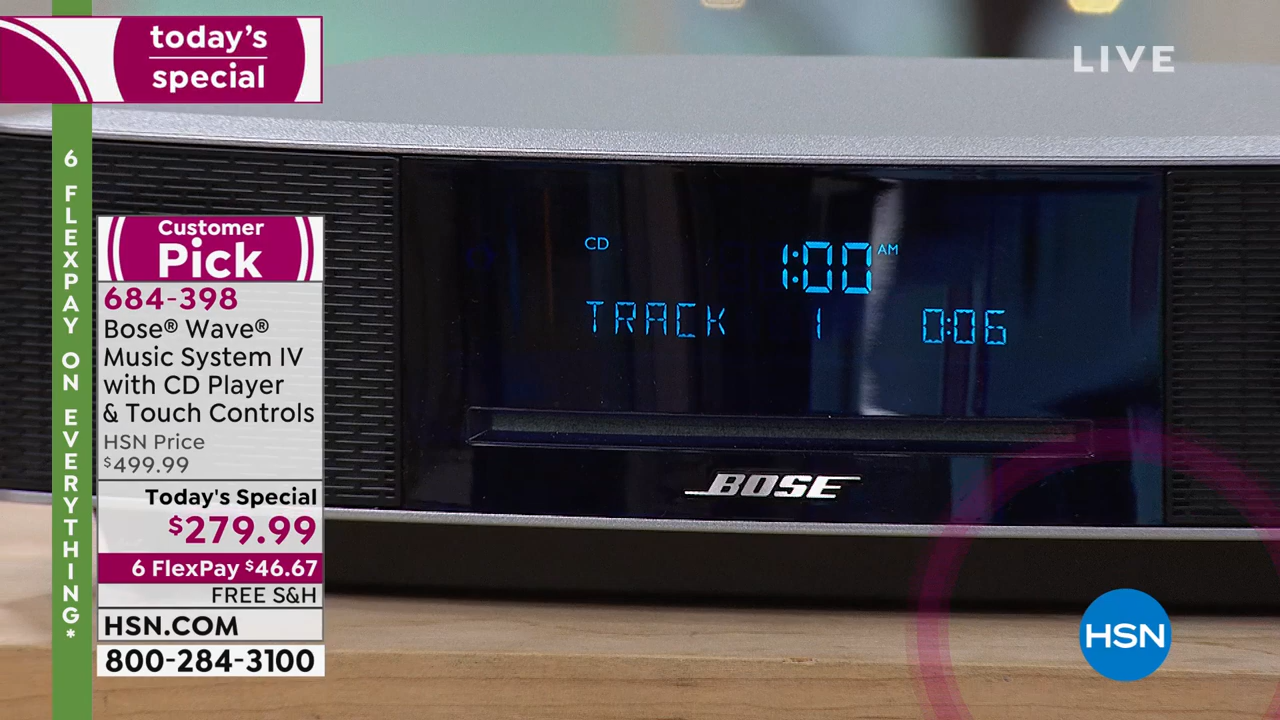 today's
special
LIVE
6 FLEXPAY ON EVERYTHING*
Customer
Pick
684-398
Bose® Wave®
Music System IV
with CD Player
& Touch Controls
HSN Price
$499.99
Today's Special
$279.99
6 FlexPay $46.67
FREE S&H
HSN.COM
800-284-3100
CD
1:00 AM
TRACK 1 0:06
BOSE
HSN